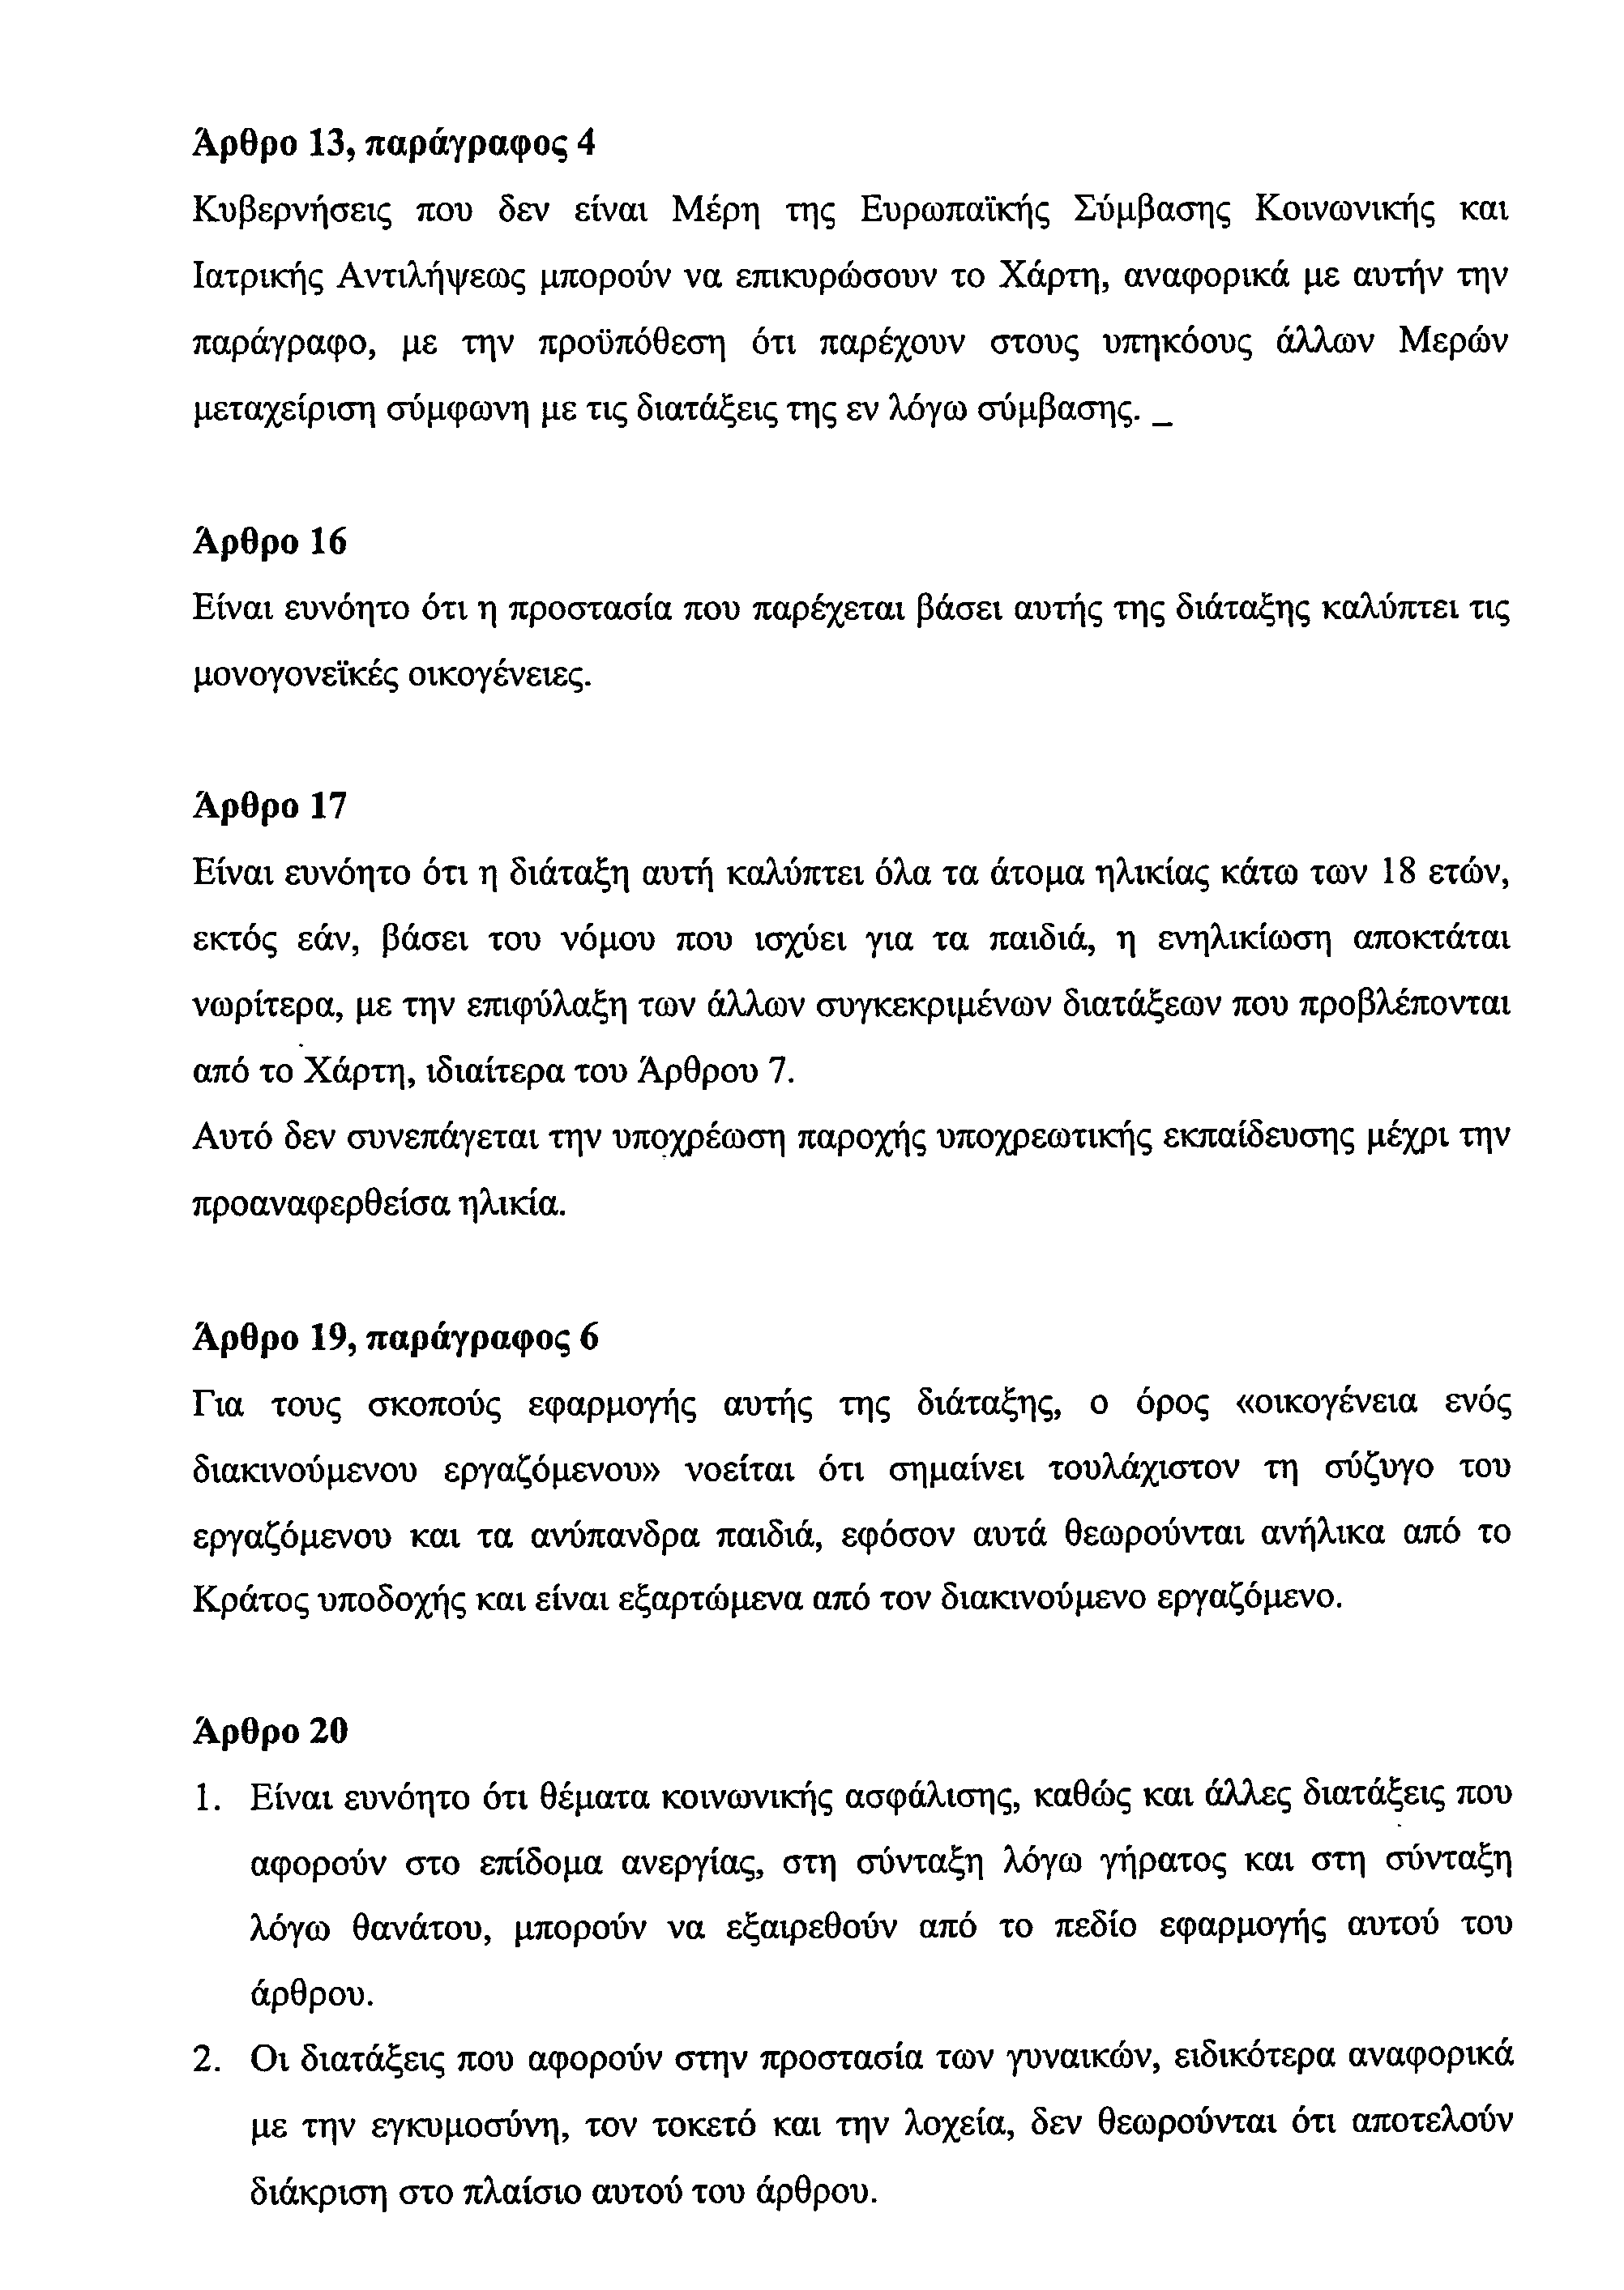 Άρθρο 13, παράγραφος 4
Κυβερνήσεις που δεν είναι Μέρη της Ευρωπαϊκής Σύμβασης Κοινωνικής και
Ιατρικής Αντιλήψεως μπορούν να επικυρώσουν το Χάρτη, αναφορικά με αυτήν την
παράγραφο, με την προϋπόθεση ότι παρέχουν στους υπηκόους άλλων Μερών
μεταχείριση σύμφωνη με τις διατάξεις της εν λόγω σύμβασης. _
Άρθρο 16
Είναι ευνόητο ότι η προστασία που παρέχεται βάσει αυτής της διάταξης καλύπτει τις
μονογονεϊκές οικογένειες.
Άρθρο 17
Είναι ευνόητο ότι η διάταξη αυτή καλύπτει όλα τα άτομα ηλικίας κάτω των 18 ετών,
εκτός εάν, βάσει του νόμου που ισχύει για τα παιδιά, η ενηλικίωση αποκτάται
νωρίτερα, με την επιφύλαξη των άλλων συγκεκριμένων διατάξεων που προβλέπονται
από το Χάρτη, ιδιαίτερα του Άρθρου 7.
Αυτό δεν συνεπάγεται την υποχρέωση παροχής υποχρεωτικής εκπαίδευσης μέχρι την
προαναφερθείσα ηλικία.
Άρθρο 19, παράγραφος 6
Για τους σκοπούς εφαρμογής αυτής της διάταξης, ο όρος «οικογένεια ενός
διακινούμενου εργαζόμενου» νοείται ότι σημαίνει τουλάχιστον τη σύζυγο του
εργαζόμενου και τα ανύπανδρα παιδιά, εφόσον αυτά θεωρούνται ανήλικα από το
Κράτος υποδοχής και είναι εξαρτώμενα από τον διακινούμενο εργαζόμενο.
Άρθρο 20
1. Είναι ευνόητο ότι θέματα κοινωνικής ασφάλισης, καθώς και άλλες διατάξεις που
αφορούν στο επίδομα ανεργίας, στη σύνταξη λόγω γήρατος και στη σύνταξη
λόγω θανάτου, μπορούν να εξαιρεθούν από το πεδίο εφαρμογής αυτού του
άρθρου.
2. Οι διατάξεις που αφορούν στην προστασία των γυναικών, ειδικότερα αναφορικά
με την εγκυμοσύνη, τον τοκετό και την λοχεία, δεν θεωρούνται ότι αποτελούν
διάκριση στο πλαίσιο αυτού του άρθρου.